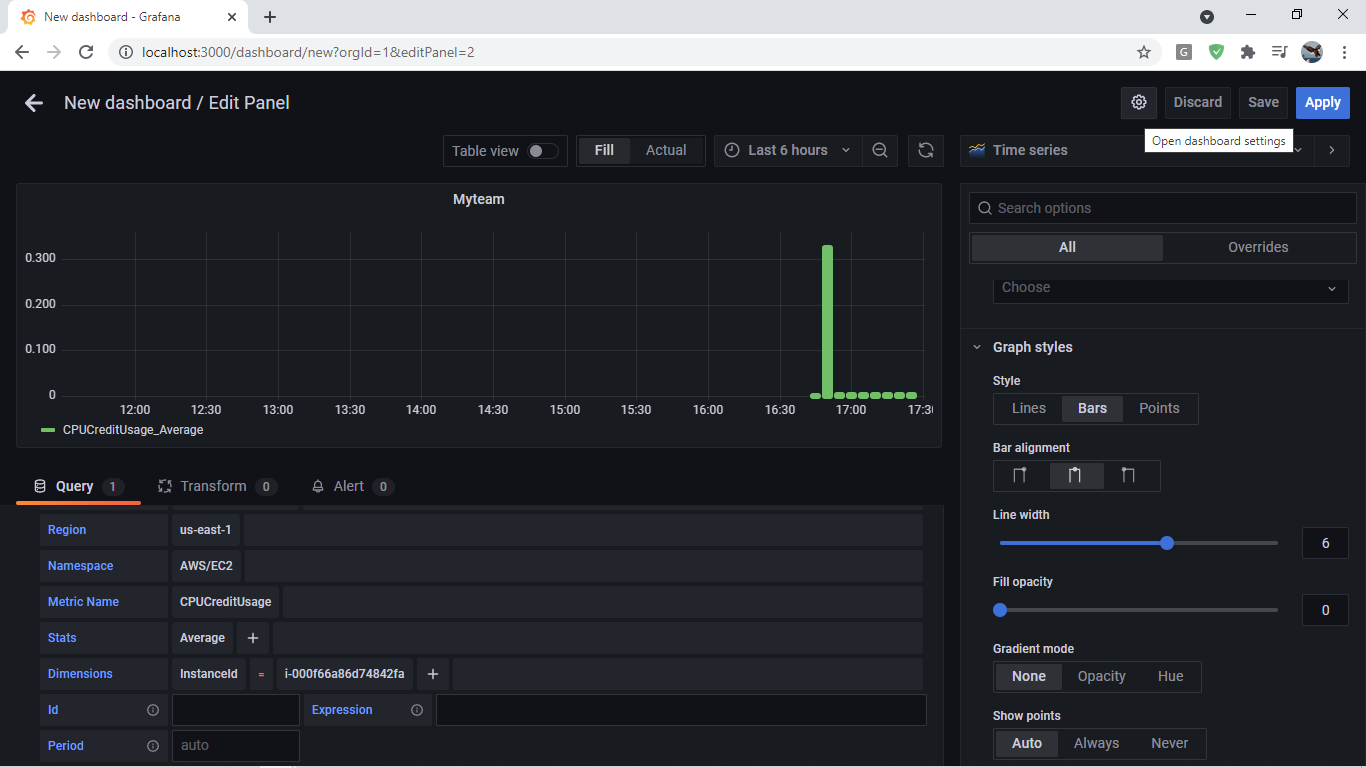 New dashboard - Grafana
localhost:3000/dashboard/new?orgId=1&editPanel=2
G
New dashboard / Edit Panel
Discard
Save
Apply
Open dashboard settings
Table view
Fill
Actual
Last 6 hours
Time series
Myteam
Search options
All
Overrides
Choose
0.300
0.200
0.100
0
12:00 12:30 13:00 13:30 14:00 14:30 15:00 15:30 16:00 16:30 17:00 17:30
CPUCreditUsage_Average
Graph styles
Style
Lines Bars Points
Bar alignment
Line width
6
Fill opacity
0
Gradient mode
None Opacity Hue
Show points
Auto Always Never
Query 1
Transform 0
Alert 0
Region us-east-1
Namespace AWS/EC2
Metric Name CPUCreditUsage
Stats Average +
Dimensions InstanceId = i-000f66a86d74842fa +
Id Expression
Period auto